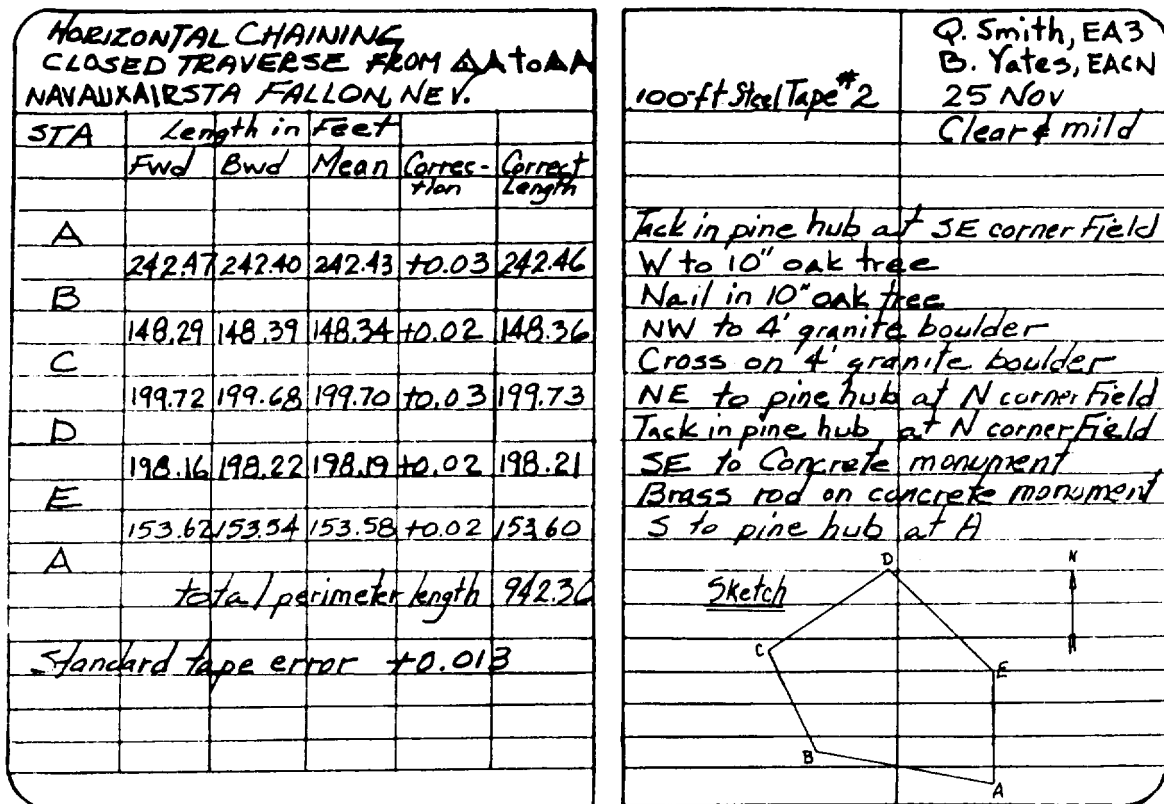 HORIZONTAL CHAINING
CLOSED TRAVERSE FROM △A to △A
NAVAUXAIRSTA FALLON, NEV.
STA Length in Feet
Fwd Bwd Mean Correc-tion Correct Length
A
242.47 242.40 242.43 +0.03 242.46
B
148.29 148.39 148.34 +0.02 148.36
C
199.72 199.68 199.70 +0.03 199.73
D
198.16 198.22 198.19 +0.02 198.21
E
153.62 153.54 153.58 +0.02 153.60
A
total perimeter length 942.36
Standard tape error +0.013
Q. Smith, EA3
B. Yates, EACN
100-ft Steel Tape #2 25 Nov
Clear & mild
Tack in pine hub at SE corner Field
W to 10" oak tree
Nail in 10" oak tree
NW to 4' granite boulder
Cross on 4' granite boulder
NE to pine hub at N corner Field
Tack in pine hub at N corner Field
SE to Concrete monument
Brass rod on concrete monument
S to pine hub at A
Sketch
D
N
C
E
B
A